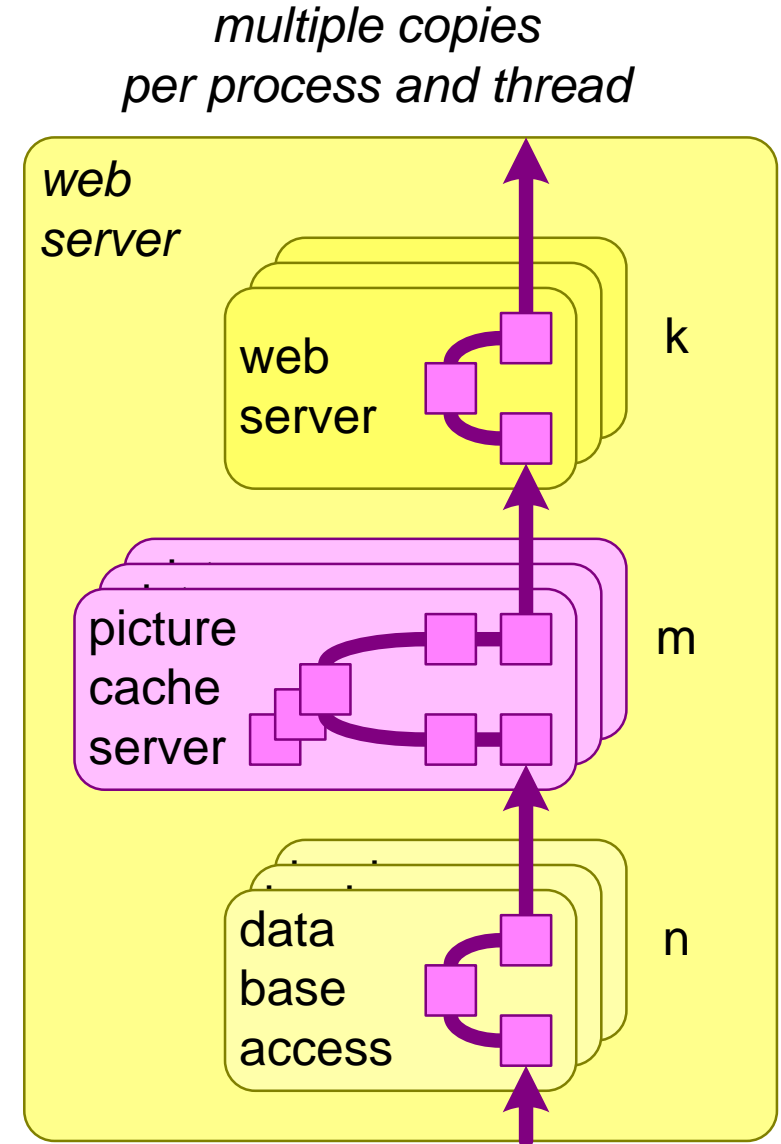 multiple copies
per process and thread
web
server
web
server
k
picture
cache
server
m
data
base
access
n